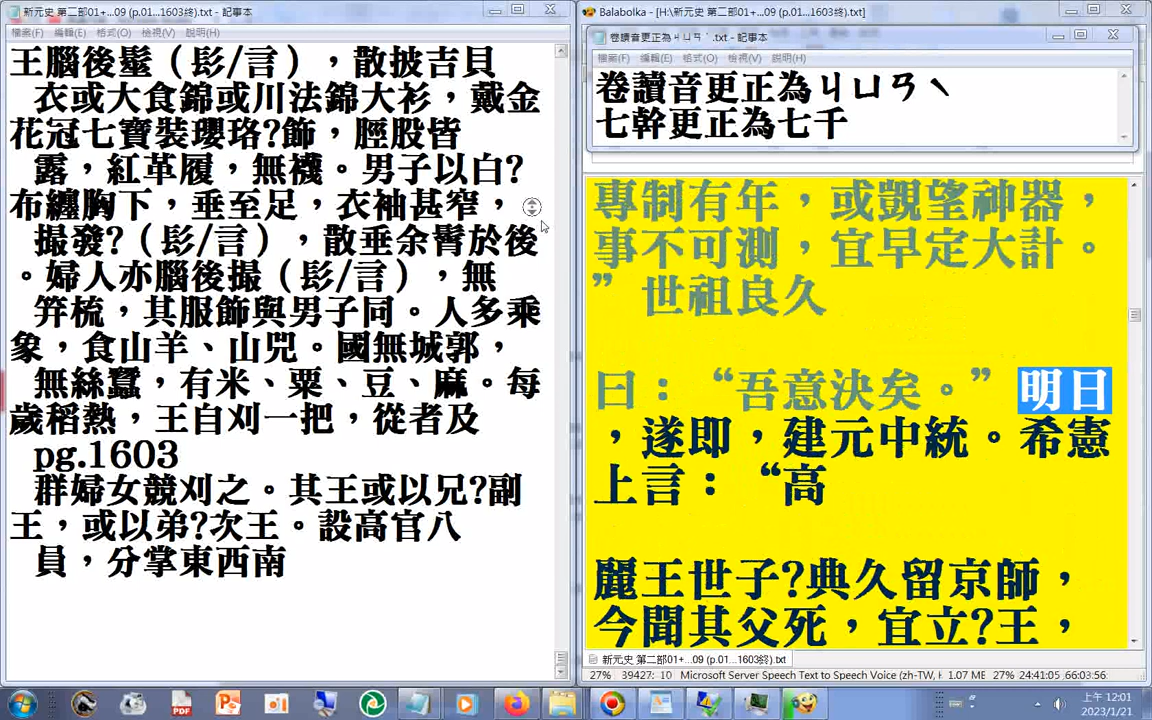 新元史 第二部01+...09 (p.01...1603终).txt - 記事本
檔案(F) 編輯(E) 格式(O) 檢視(V) 說明(H)
王腦後髽（髟/言），散披吉貝
衣或大食錦或川法錦大衫，戴金
花冠七寶裝瓔珞?飾，脛股皆
露，紅革履，無襪。男子以白?
布纏胸下，垂至足，衣袖甚窄，
撮發?（髟/言），散垂余髾於後
。婦人亦腦後撮（髟/言），無
笄梳，其服飾與男子同。人多乘
象，食山羊、山兕。國無城郭，
無絲蠶，有米、粟、豆、麻。每
歲稻熱，王自刈一把，從者及
pg.1603
群婦女競刈之。其王或以兄?副
王，或以弟?次王。設高官八
員，分掌東西南
Balabolka - [H:\新元史 第二部01+...09 (p.01...1603终).txt]
卷讀音更正為ㄐㄩㄢˋ.txt - 記事本
檔案(F) 編輯(E) 格式(O) 檢視(V) 說明(H)
卷讀音更正為ㄐㄩㄢˋ
七幹更正為七千
專制有年，或覬望神器，
事不可測，宜早定大計。
” 世祖良久
曰：“吾意決矣。” 明日
，遂即，建元中統。希憲
上言：“高
麗王世子?典久留京師，
今聞其父死，宜立?王，
新元史 第二部01+...09 (p.01...1603终).txt
27% 39427: 10 Microsoft Server Speech Text to Speech Voice (zh-TW, H 1.07 ME 27% 24:41:05 66:03:56
PDF
上午 12:01
2023/1/21